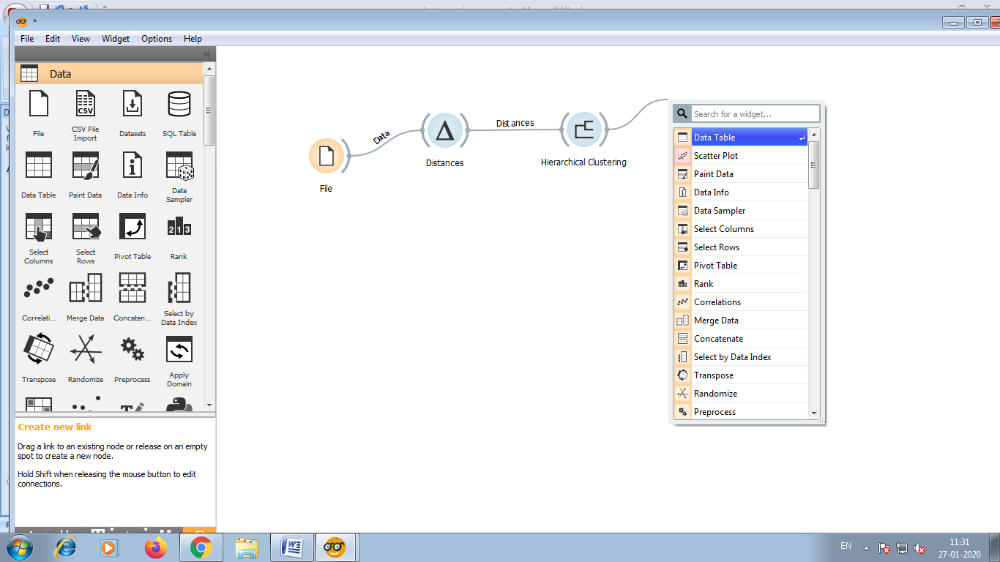 *
File Edit View Widget Options Help
Data
File
CSV File
Import
Datasets
SQL Table
Data Table
Paint Data
Data Info
Data
Sampler
Select
Columns
Select
Rows
Pivot Table
Rank
Correlati...
Merge Data
Concaten...
Select by
Data Index
Transpose
Randomize
Preprocess
Apply
Domain
Create new link
Drag a link to an existing node or release on an empty
spot to create a new node.
Hold Shift when releasing the mouse button to edit
connections.
File
Data
Distances
Distances
Hierarchical Clustering
Search for a widget...
Data Table
Scatter Plot
Paint Data
Data Info
Data Sampler
Select Columns
Select Rows
Pivot Table
Rank
Correlations
Merge Data
Concatenate
Select by Data Index
Transpose
Randomize
Preprocess
EN
11:31
27-01-2020